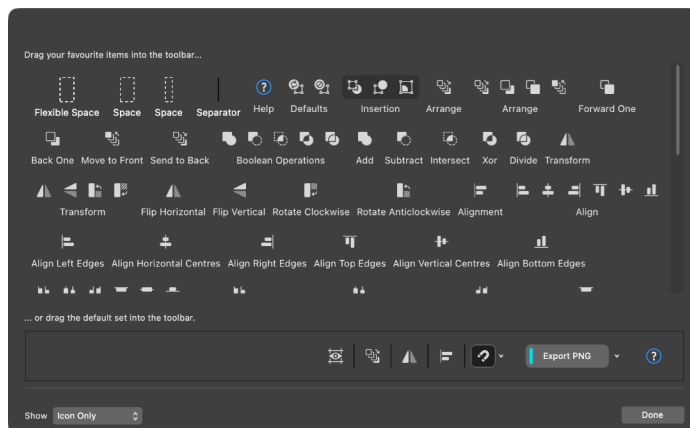 Drag your favourite items into the toolbar...
Flexible Space Space Space Separator Help Defaults Insertion Arrange Arrange Forward One
Back One Move to Front Send to Back Boolean Operations Add Subtract Intersect Xor Divide Transform
Transform Flip Horizontal Flip Vertical Rotate Clockwise Rotate Anticlockwise Alignment Align
Align Left Edges Align Horizontal Centres Align Right Edges Align Top Edges Align Vertical Centres Align Bottom Edges
... or drag the default set into the toolbar.
Export PNG
Show Icon Only Done